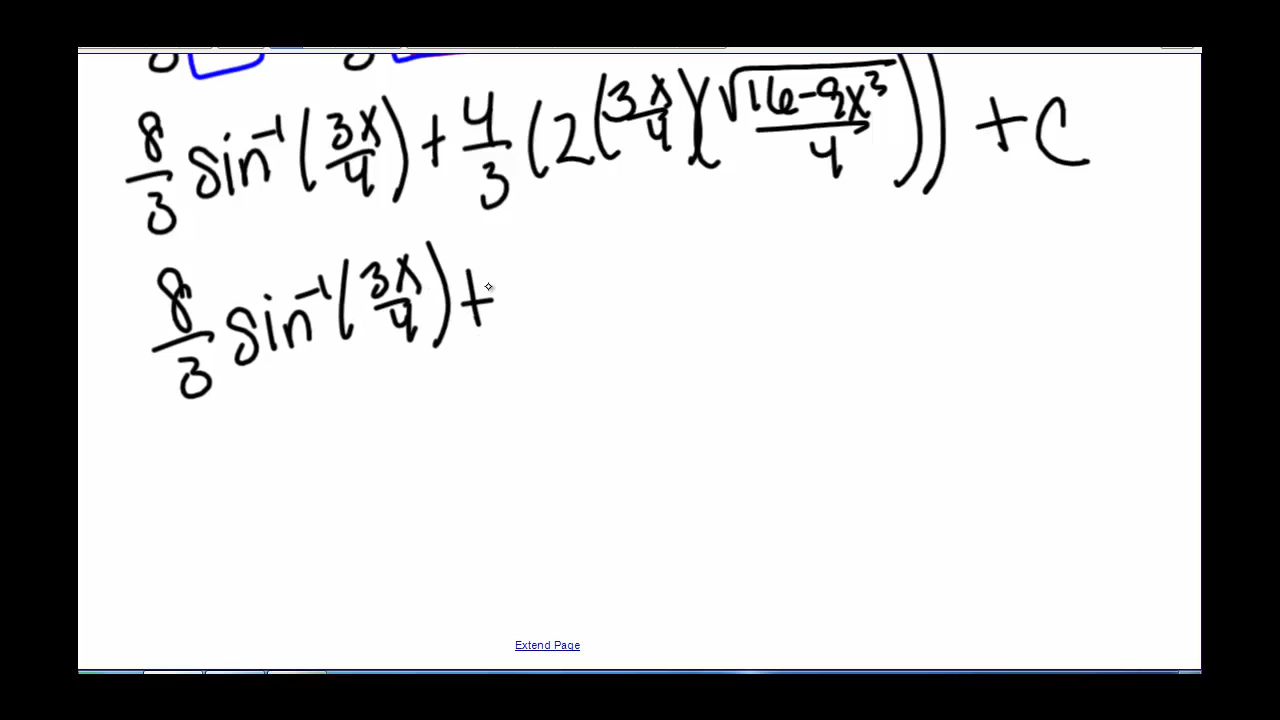 8/3 sin⁻¹(3x/4) + 4/3 (2(3x/4)(√(16-9x²)/4)) + C
8/3 sin⁻¹(3x/4) +
Extend Page